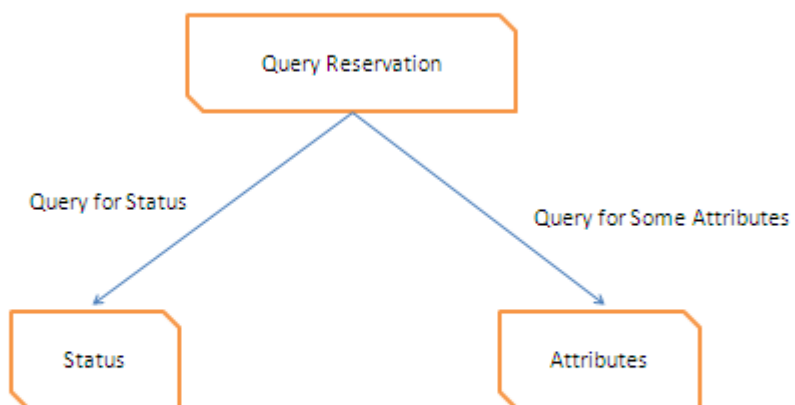 Query Reservation
Query for Status
Query for Some Attributes
Status
Attributes